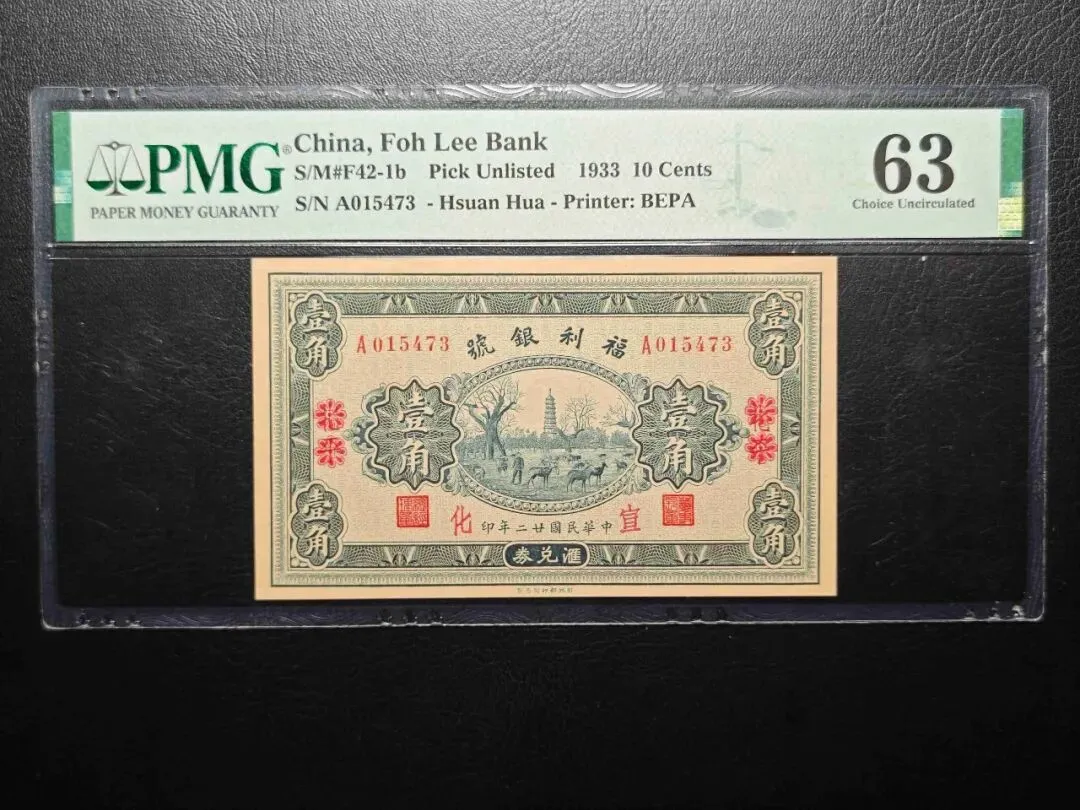 China, Foh Lee Bank
S/M#F42-1b Pick Unlisted 1933 10 Cents
S/N A015473 - Hsuan Hua - Printer: BEPA
PMG®
PAPER MONEY GUARANTY
63
Choice Uncirculated
壹角
壹角
A015473
號銀利福
A015473
壹角
壹角
化
印年二廿國民華中
宣
壹角
壹角
券兌滙